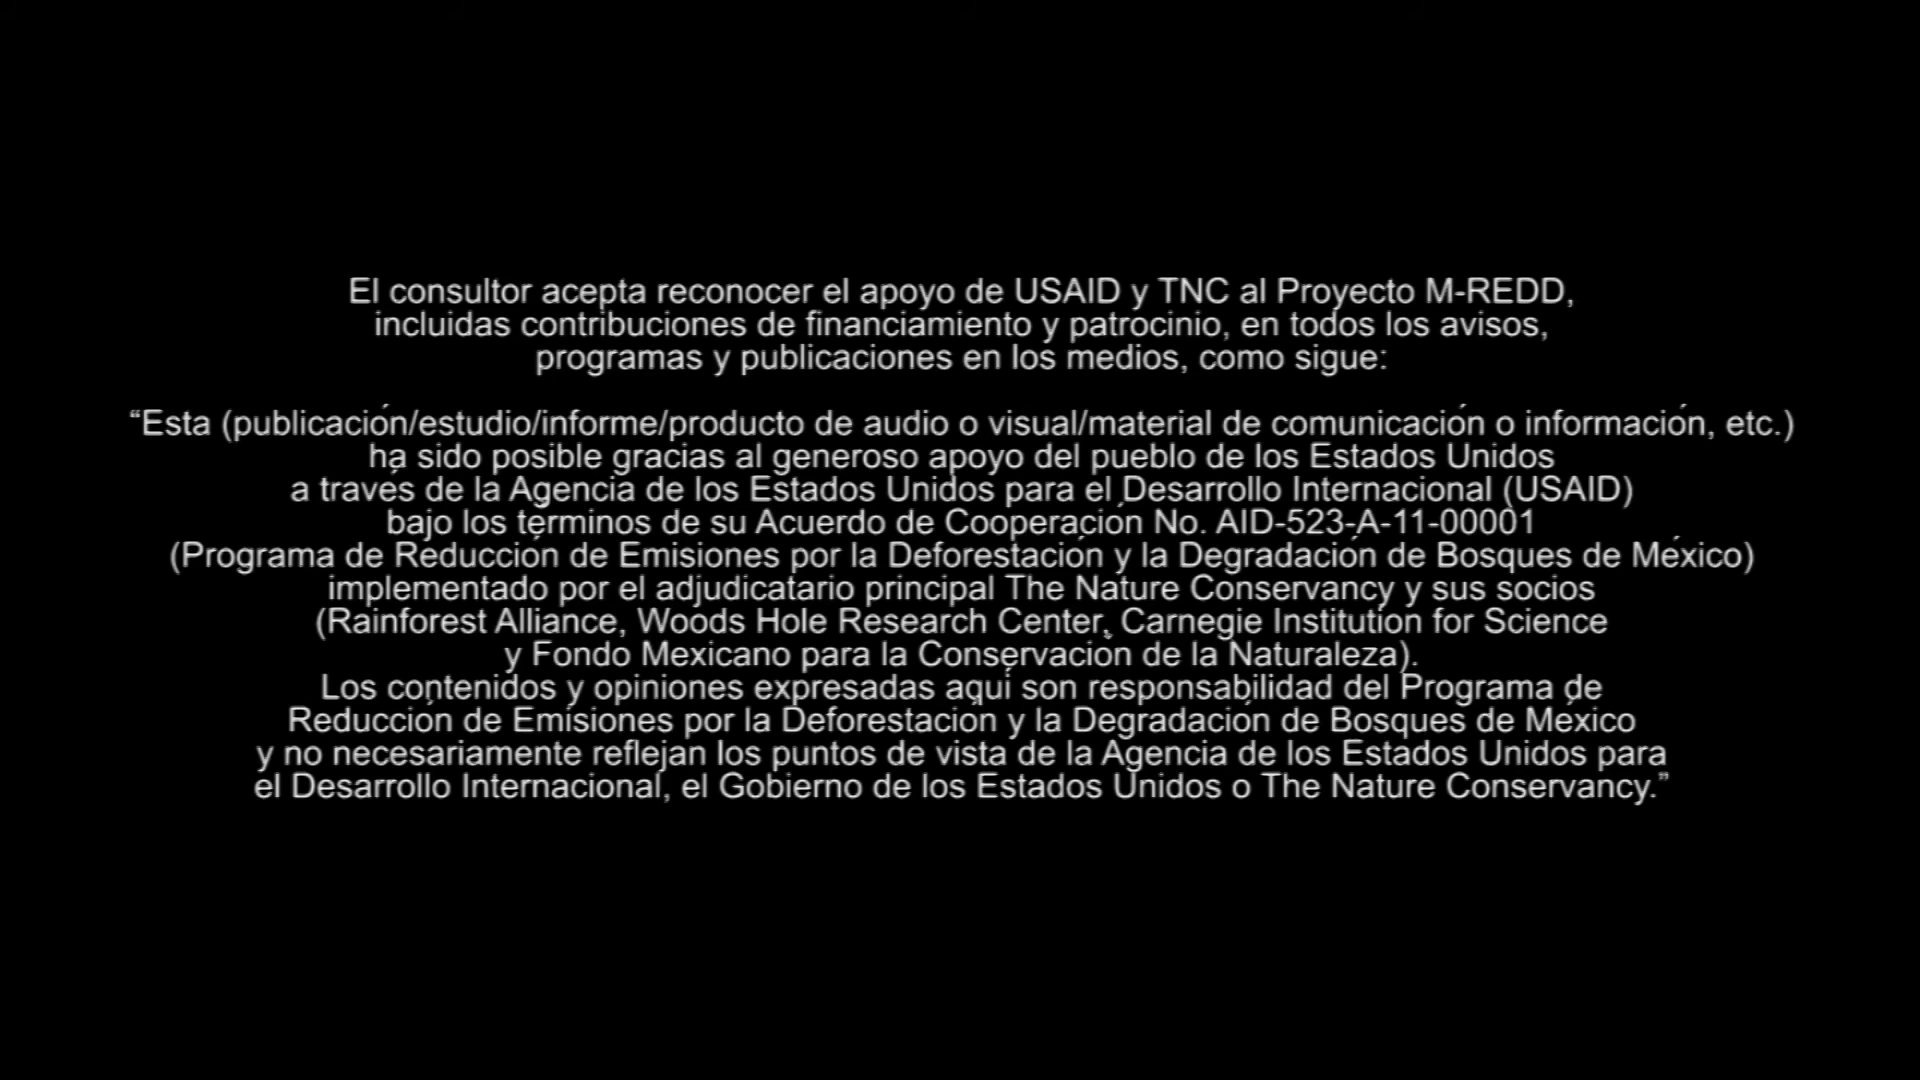 El consultor acepta reconocer el apoyo de USAID y TNC al Proyecto M-REDD,
incluidas contribuciones de financiamiento y patrocinio, en todos los avisos,
programas y publicaciones en los medios, como sigue:
“Esta (publicación/estudio/informe/producto de audio o visual/material de comunicación o información, etc.)
ha sido posible gracias al generoso apoyo del pueblo de los Estados Unidos
a través de la Agencia de los Estados Unidos para el Desarrollo Internacional (USAID)
bajo los términos de su Acuerdo de Cooperación No. AID-523-A-11-00001
(Programa de Reducción de Emisiones por la Deforestación y la Degradación de Bosques de México)
implementado por el adjudicatario principal The Nature Conservancy y sus socios
(Rainforest Alliance, Woods Hole Research Center, Carnegie Institution for Science
y Fondo Mexicano para la Conservación de la Naturaleza).
Los contenidos y opiniones expresadas aquí son responsabilidad del Programa de
Reducción de Emisiones por la Deforestación y la Degradación de Bosques de México
y no necesariamente reflejan los puntos de vista de la Agencia de los Estados Unidos para
el Desarrollo Internacional, el Gobierno de los Estados Unidos o The Nature Conservancy.”